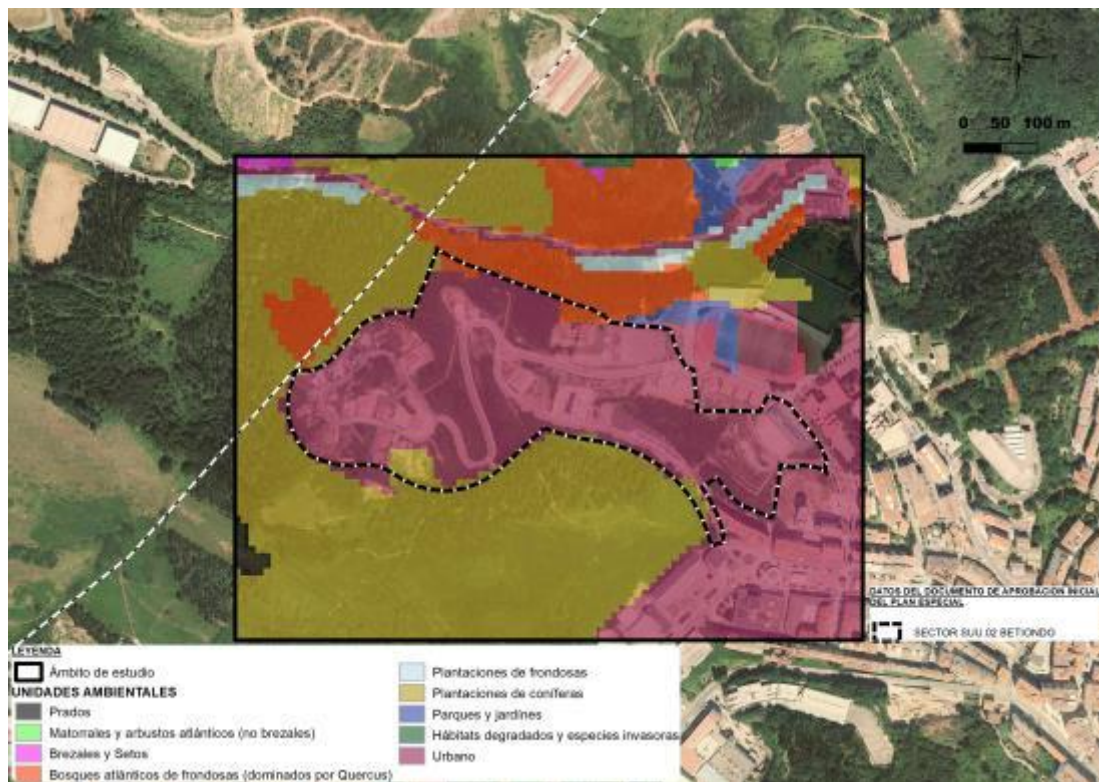 0 50 100 m
DATOS DEL DOCUMENTO DE APROBACION INICIAL
DEL PLAN ESPECIAL
SECTOR SUU.02 BETIONDO
LEYENDA
Ámbito de estudio
UNIDADES AMBIENTALES
Prados
Matorrales y arbustos atlánticos (no brezales)
Brezales y Setos
Bosques atlánticos de frondosas (dominados por Quercus)
Plantaciones de frondosas
Plantaciones de coníferas
Parques y jardines
Hábitats degradados y especies invasoras
Urbano